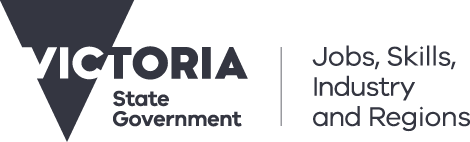 VICTORIA
State
Government
Jobs, Skills,
Industry
and Regions